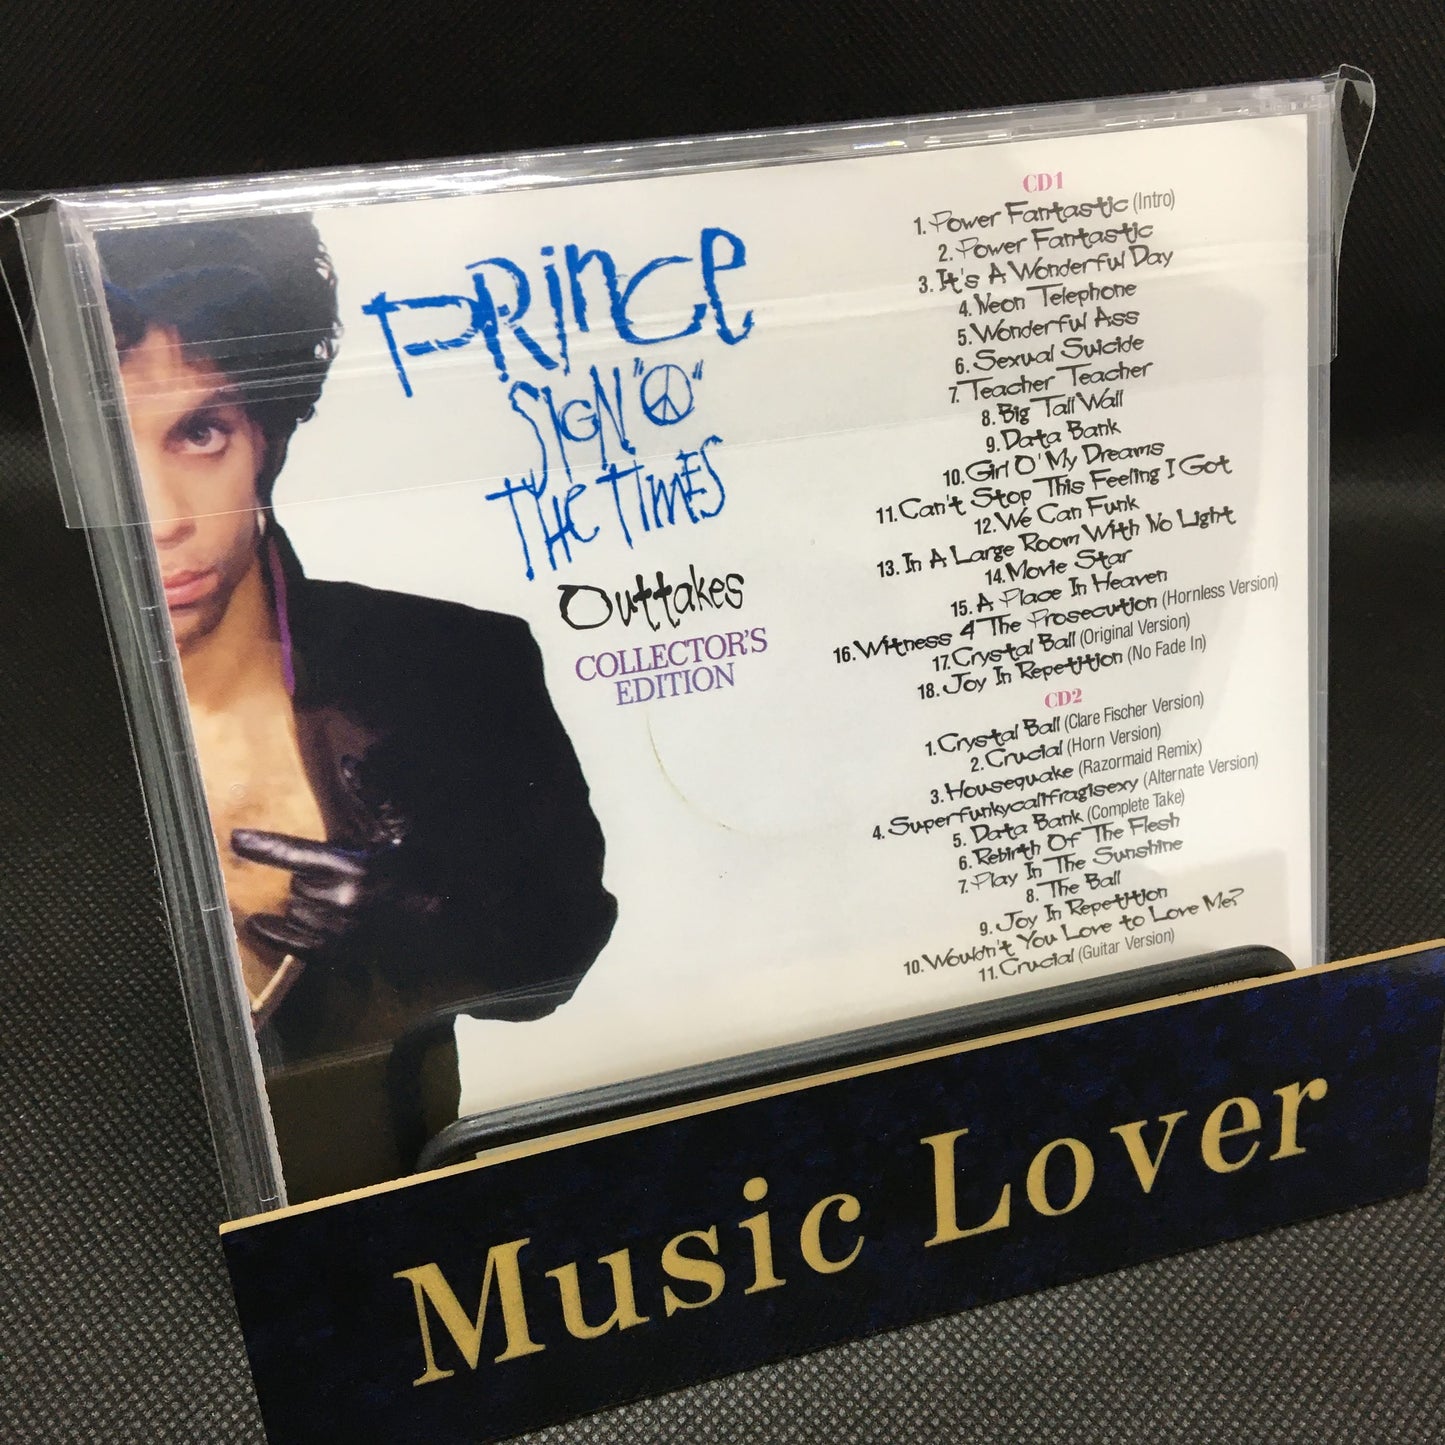 PRINCE
SIGN "☮"
THE TIMES
Outtakes
COLLECTOR'S
EDITION
CD1
1. Power Fantastic (Intro)
2. Power Fantastic
3. It's A Wonderful Day
4. Neon Telephone
5. Wonderful Ass
6. Sexual Suicide
7. Teacher Teacher
8. Big Tall Wall
9. Data Bank
10. Girl O' My Dreams
11. Can't Stop This Feeling I Got
12. We Can Funk
13. In A Large Room With No Light
14. Movie Star
15. A Place In Heaven
16. Witness 4 The Prosecution (Hornless Version)
17. Crystal Ball (Original Version)
18. Joy In Repetition (No Fade In)
CD2
1. Crystal Ball (Clare Fischer Version)
2. Crucial (Horn Version)
3. Housequake (Razormaid Remix)
4. Superfunkycalifragisexy (Alternate Version)
5. Data Bank (Complete Take)
6. Rebirth Of The Flesh
7. Play In The Sunshine
8. The Ball
9. Joy In Repetition
10. Wouldn't You Love to Love Me?
11. Crucial (Guitar Version)
Music Lover